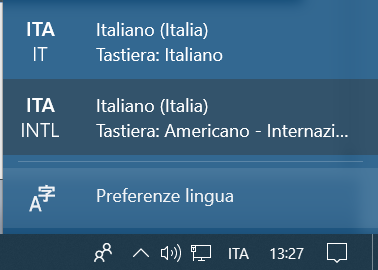 ITA Italiano (Italia)
IT Tastiera: Italiano
ITA Italiano (Italia)
INTL Tastiera: Americano - Internazi...
A字 Preferenze lingua
ITA 13:27